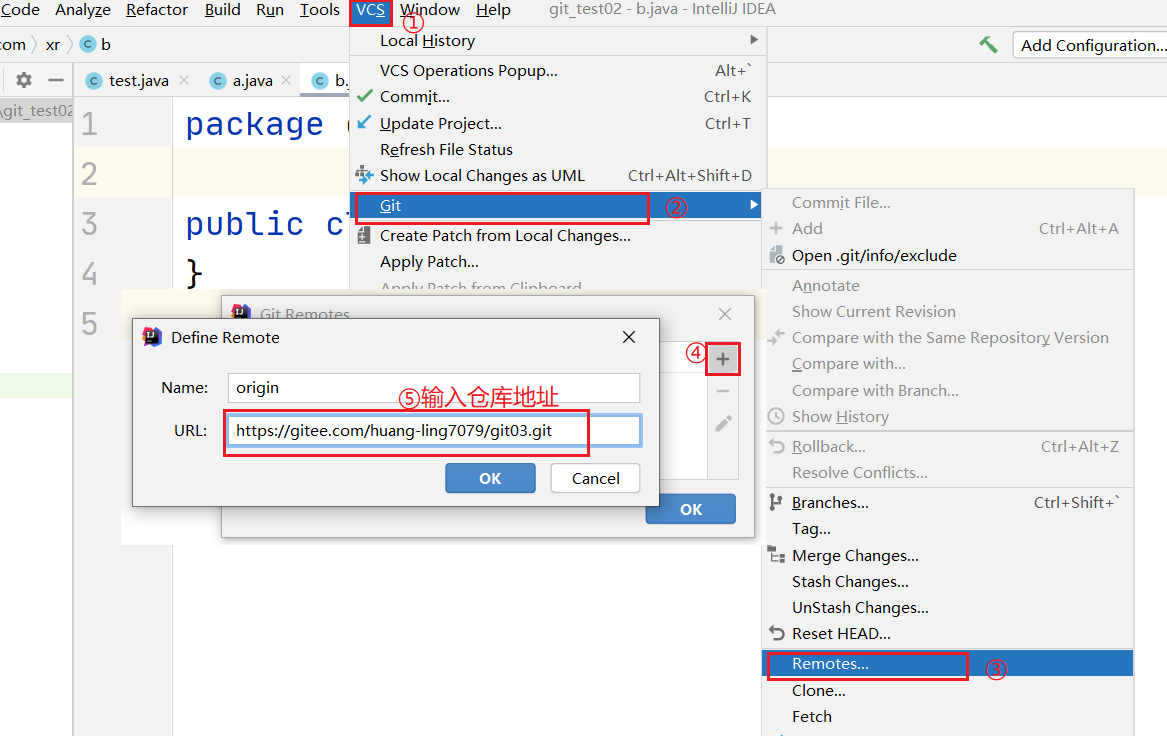 Code Analyze Refactor Build Run Tools VCS Window Help git_test02 - b.java - IntelliJ IDEA
①
com xr b
Add Configuration...
Local History
\git_test02
test.java a.java b.
VCS Operations Popup... Alt+`
Commit... Ctrl+K
Update Project... Ctrl+T
Refresh File Status
Show Local Changes as UML Ctrl+Alt+Shift+D
Git ②
Create Patch from Local Changes...
Apply Patch...
Apply Patch from Clipboard
1 package
2
3 public cl
4 }
5
Commit File...
Add Ctrl+Alt+A
Open .git/info/exclude
Annotate
Show Current Revision
Compare with the Same Repository Version
Compare with...
Compare with Branch...
Show History
Rollback... Ctrl+Alt+Z
Resolve Conflicts...
Branches... Ctrl+Shift+`
Tag...
Merge Changes...
Stash Changes...
UnStash Changes...
Reset HEAD...
Remotes... ③
Clone...
Fetch
Git Remotes
④ +
OK
Define Remote
Name: origin
⑤输入仓库地址
URL: https://gitee.com/huang-ling7079/git03.git
OK Cancel